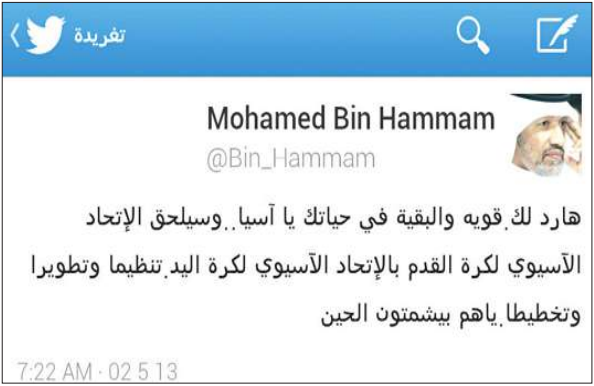 تغريدة
Mohamed Bin Hammam
@Bin_Hammam
هارد لك.قويه والبقية في حياتك يا آسيا..وسيلحق الإتحاد
الآسيوي لكرة القدم بالإتحاد الآسيوي لكرة اليد.تنظيما وتطويرا
وتخطيطا.ياهم بيشمتون الحين
7:22 AM · 02 5 13